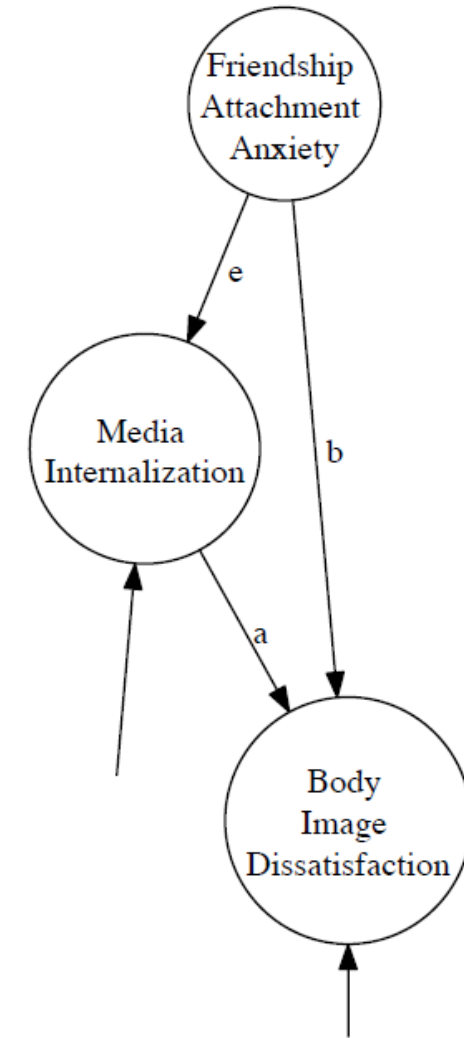 Friendship
Attachment
Anxiety
e
Media
Internalization
b
a
Body
Image
Dissatisfaction